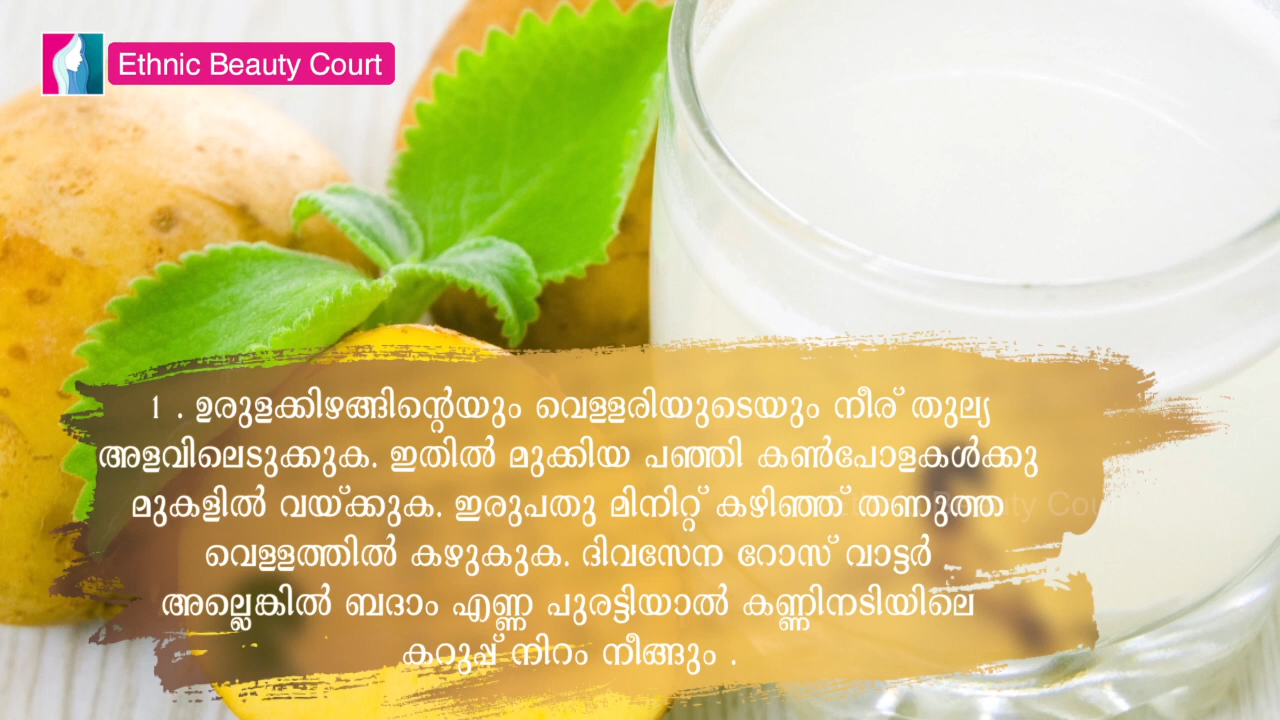 Ethnic Beauty Court
1 . ഉരുളക്കിഴങ്ങിന്റെയും വെള്ളരിയുടെയും നീര് തുല്യ
അളവിലെടുക്കുക. ഇതിൽ മുക്കിയ പഞ്ഞി കൺപോളകൾക്കു
മുകളിൽ വയ്ക്കുക. ഇരുപതു മിനിറ്റ് കഴിഞ്ഞ് തണുത്ത
വെള്ളത്തിൽ കഴുകുക. ദിവസേന റോസ് വാട്ടർ
അല്ലെങ്കിൽ ബദാം എണ്ണ പുരട്ടിയാൽ കണ്ണിനടിയിലെ
കറുപ്പ് നിറം നീങ്ങും .